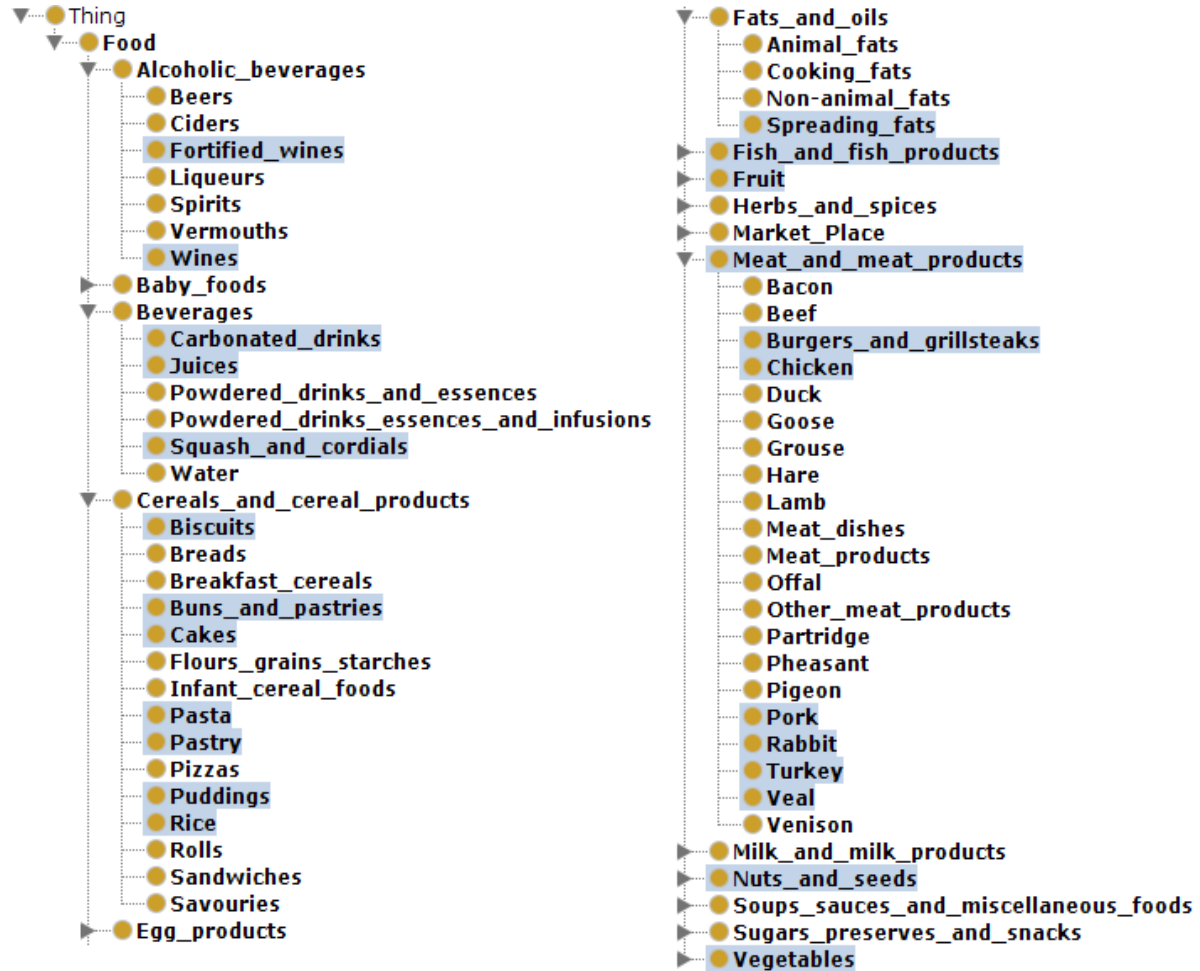 Thing
Food
Alcoholic_beverages
Beers
Ciders
Fortified_wines
Liqueurs
Spirits
Vermouths
Wines
Baby_foods
Beverages
Carbonated_drinks
Juices
Powdered_drinks_and_essences
Powdered_drinks_essences_and_infusions
Squash_and_cordials
Water
Cereals_and_cereal_products
Biscuits
Breads
Breakfast_cereals
Buns_and_pastries
Cakes
Flours_grains_starches
Infant_cereal_foods
Pasta
Pastry
Pizzas
Puddings
Rice
Rolls
Sandwiches
Savouries
Egg_products
Fats_and_oils
Animal_fats
Cooking_fats
Non-animal_fats
Spreading_fats
Fish_and_fish_products
Fruit
Herbs_and_spices
Market_Place
Meat_and_meat_products
Bacon
Beef
Burgers_and_grillsteaks
Chicken
Duck
Goose
Grouse
Hare
Lamb
Meat_dishes
Meat_products
Offal
Other_meat_products
Partridge
Pheasant
Pigeon
Pork
Rabbit
Turkey
Veal
Venison
Milk_and_milk_products
Nuts_and_seeds
Soups_sauces_and_miscellaneous_foods
Sugars_preserves_and_snacks
Vegetables